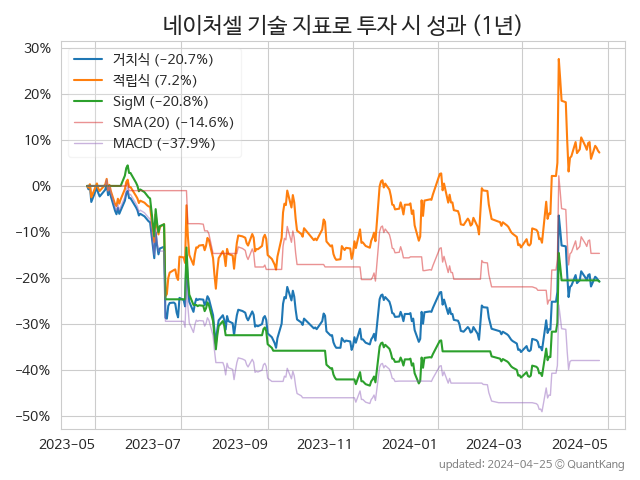 네이처셀 기술 지표로 투자 시 성과 (1년)
거치식 (−20.7%)
적립식 (7.2%)
SigM (−20.8%)
SMA(20) (−14.6%)
MACD (−37.9%)
30%
20%
10%
0%
−10%
−20%
−30%
−40%
−50%
2023-05 2023-07 2023-09 2023-11 2024-01 2024-03 2024-05
updated: 2024-04-25 © QuantKang